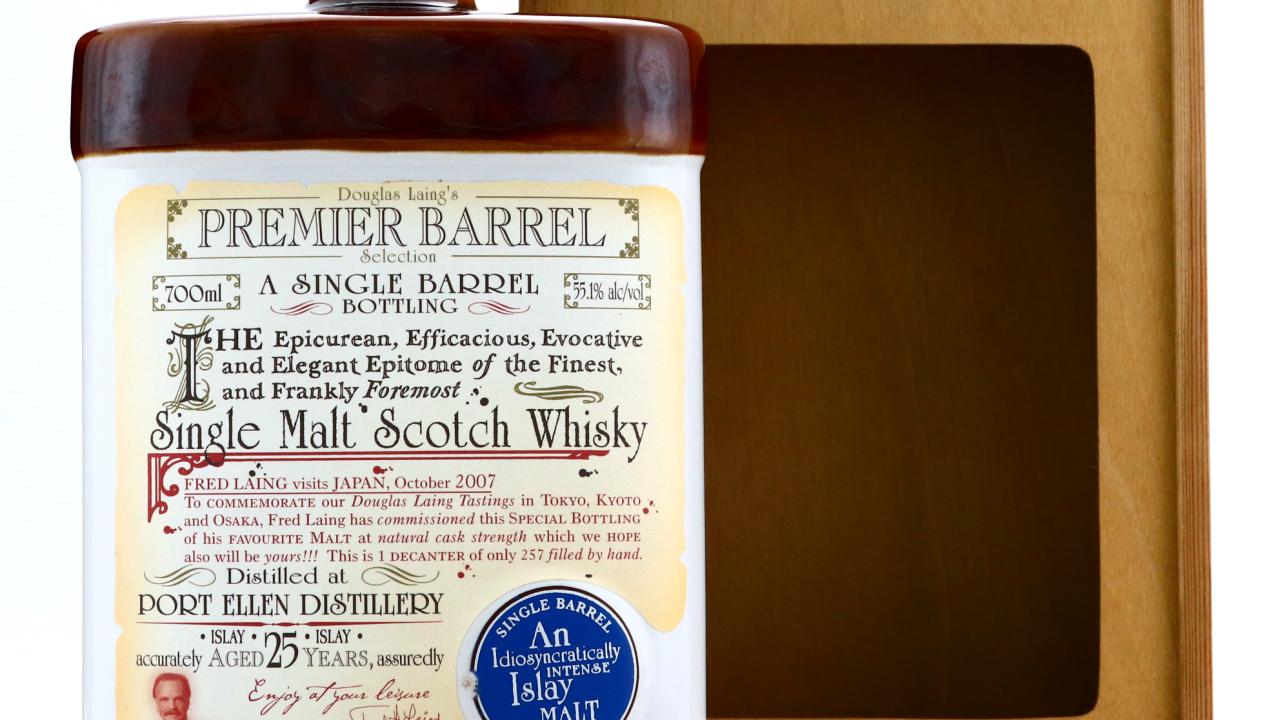 Douglas Laing's
PREMIER BARREL
Selection
700ml
A SINGLE BARREL
BOTTLING
55.1% alc/vol
THE Epicurean, Efficacious, Evocative
and Elegant Epitome of the Finest,
and Frankly Foremost
Single Malt Scotch Whisky
FRED LAING visits JAPAN, October 2007
To COMMEMORATE our Douglas Laing Tastings in TOKYO, KYOTO
and OSAKA, Fred Laing has commissioned this SPECIAL BOTTLING
of his FAVOURITE MALT at natural cask strength which we HOPE
also will be yours!!! This is 1 DECANTER of only 257 filled by hand.
Distilled at
PORT ELLEN DISTILLERY
• ISLAY • 25 • ISLAY •
accurately AGED YEARS, assuredly
Enjoy at your leisure
SINGLE BARREL
An
Idiosyncratically
INTENSE
Islay
MALT